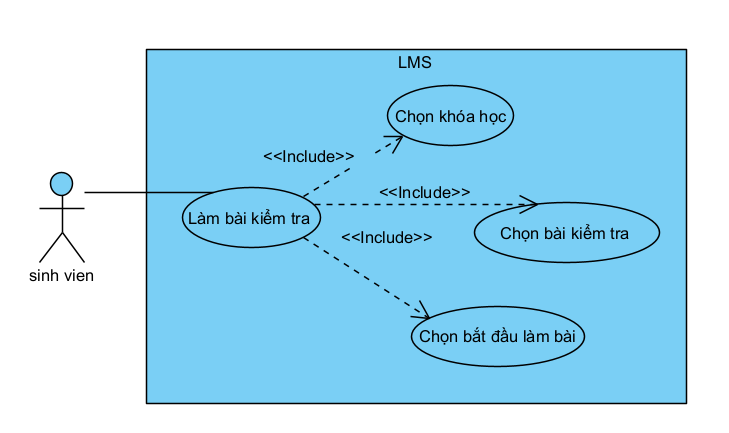 LMS
Chọn khóa học
<<Include>>
<<Include>>
Làm bài kiểm tra
Chọn bài kiểm tra
<<Include>>
sinh vien
Chọn bắt đầu làm bài